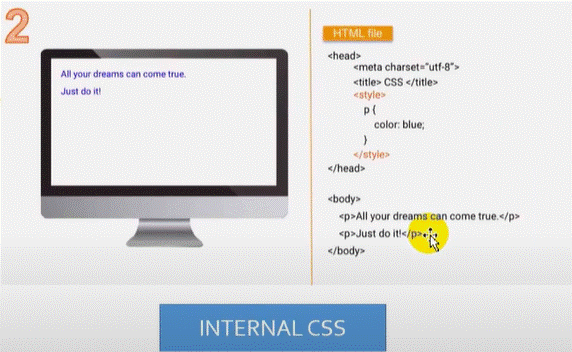 2
All your dreams can come true.
Just do it!
HTML file
<head>
<meta charset="utf-8">
<title> CSS </title>
<style>
p {
color: blue;
}
</style>
</head>
<body>
<p>All your dreams can come true.</p>
<p>Just do it!</p>
</body>
INTERNAL CSS